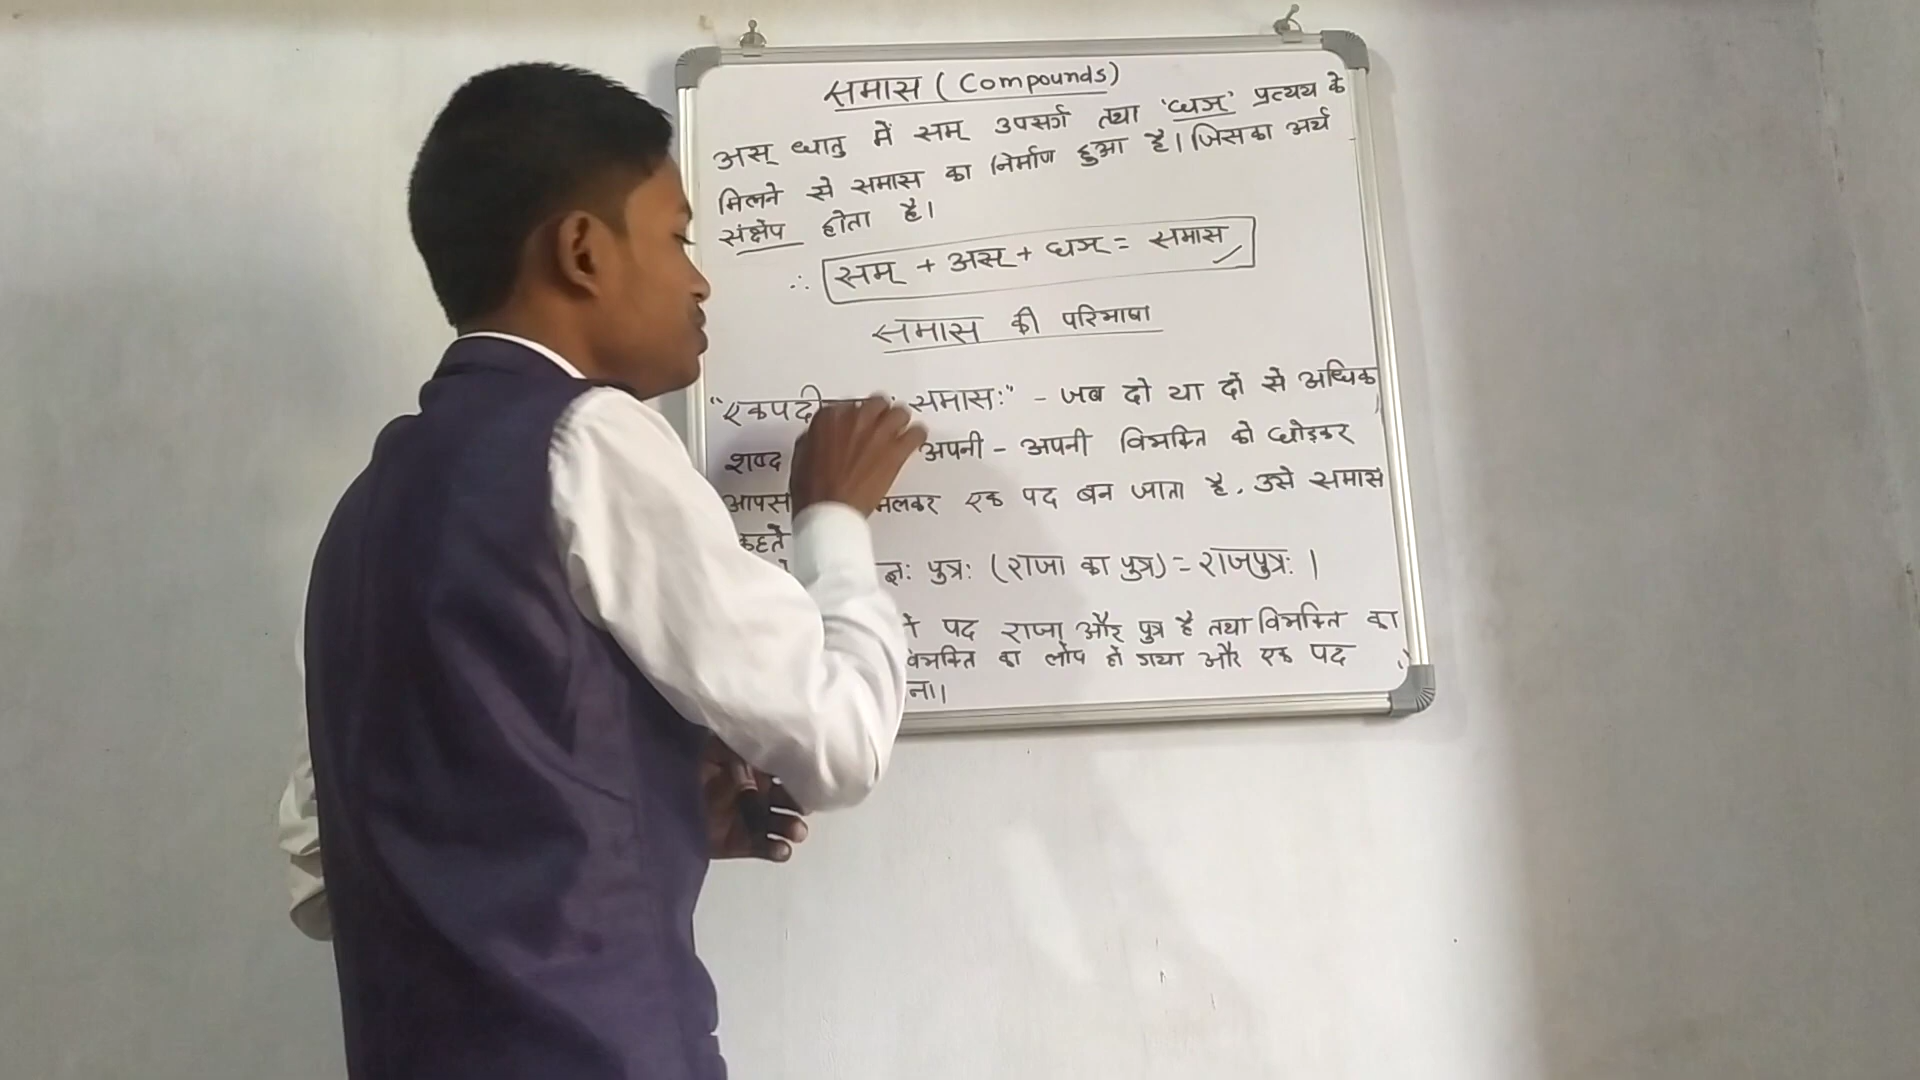 समास (Compounds)
अस् धातु में सम् उपसर्ग तथा 'घञ्' प्रत्यय के
मिलने से समास का निर्माण हुआ है। जिसका अर्थ
संक्षेप होता है।
∴ सम् + अस् + घञ् = समास
समास की परिभाषा
"एकपदी समासः" - जब दो या दो से अधिक
शब्द अपनी - अपनी विभक्ति को छोड़कर
आपस एक पद बन जाता है, उसे समास
कहते
पुत्रः (राजा का पुत्र) = राजपुत्रः ।
पद राजा और पुत्र है तथा विभक्ति का
विभक्ति का लोप हो गया और एक पद